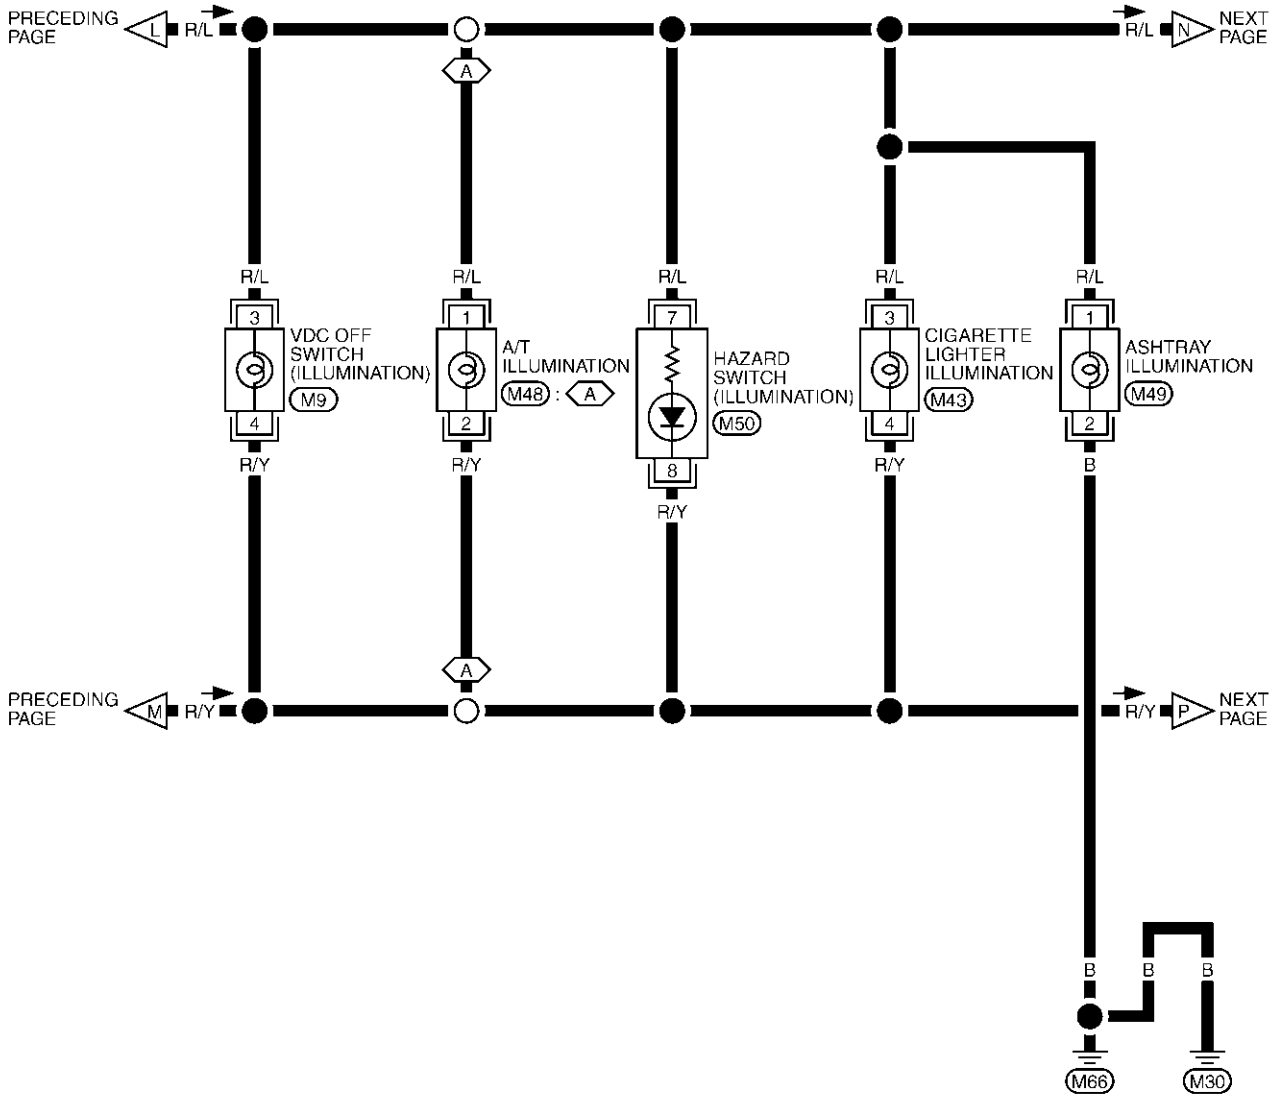 PRECEDING
PAGE
L
R/L
A
R/L
N
NEXT
PAGE
R/L
R/L
R/L
R/L
R/L
3
1
7
3
1
VDC OFF
SWITCH
(ILLUMINATION)
M9
A/T
ILLUMINATION
M48 : A
HAZARD
SWITCH
(ILLUMINATION)
M50
CIGARETTE
LIGHTER
ILLUMINATION
M43
ASHTRAY
ILLUMINATION
M49
4
2
8
4
2
R/Y
R/Y
R/Y
R/Y
B
A
PRECEDING
PAGE
M
R/Y
R/Y
P
NEXT
PAGE
B
B
B
M66
M30